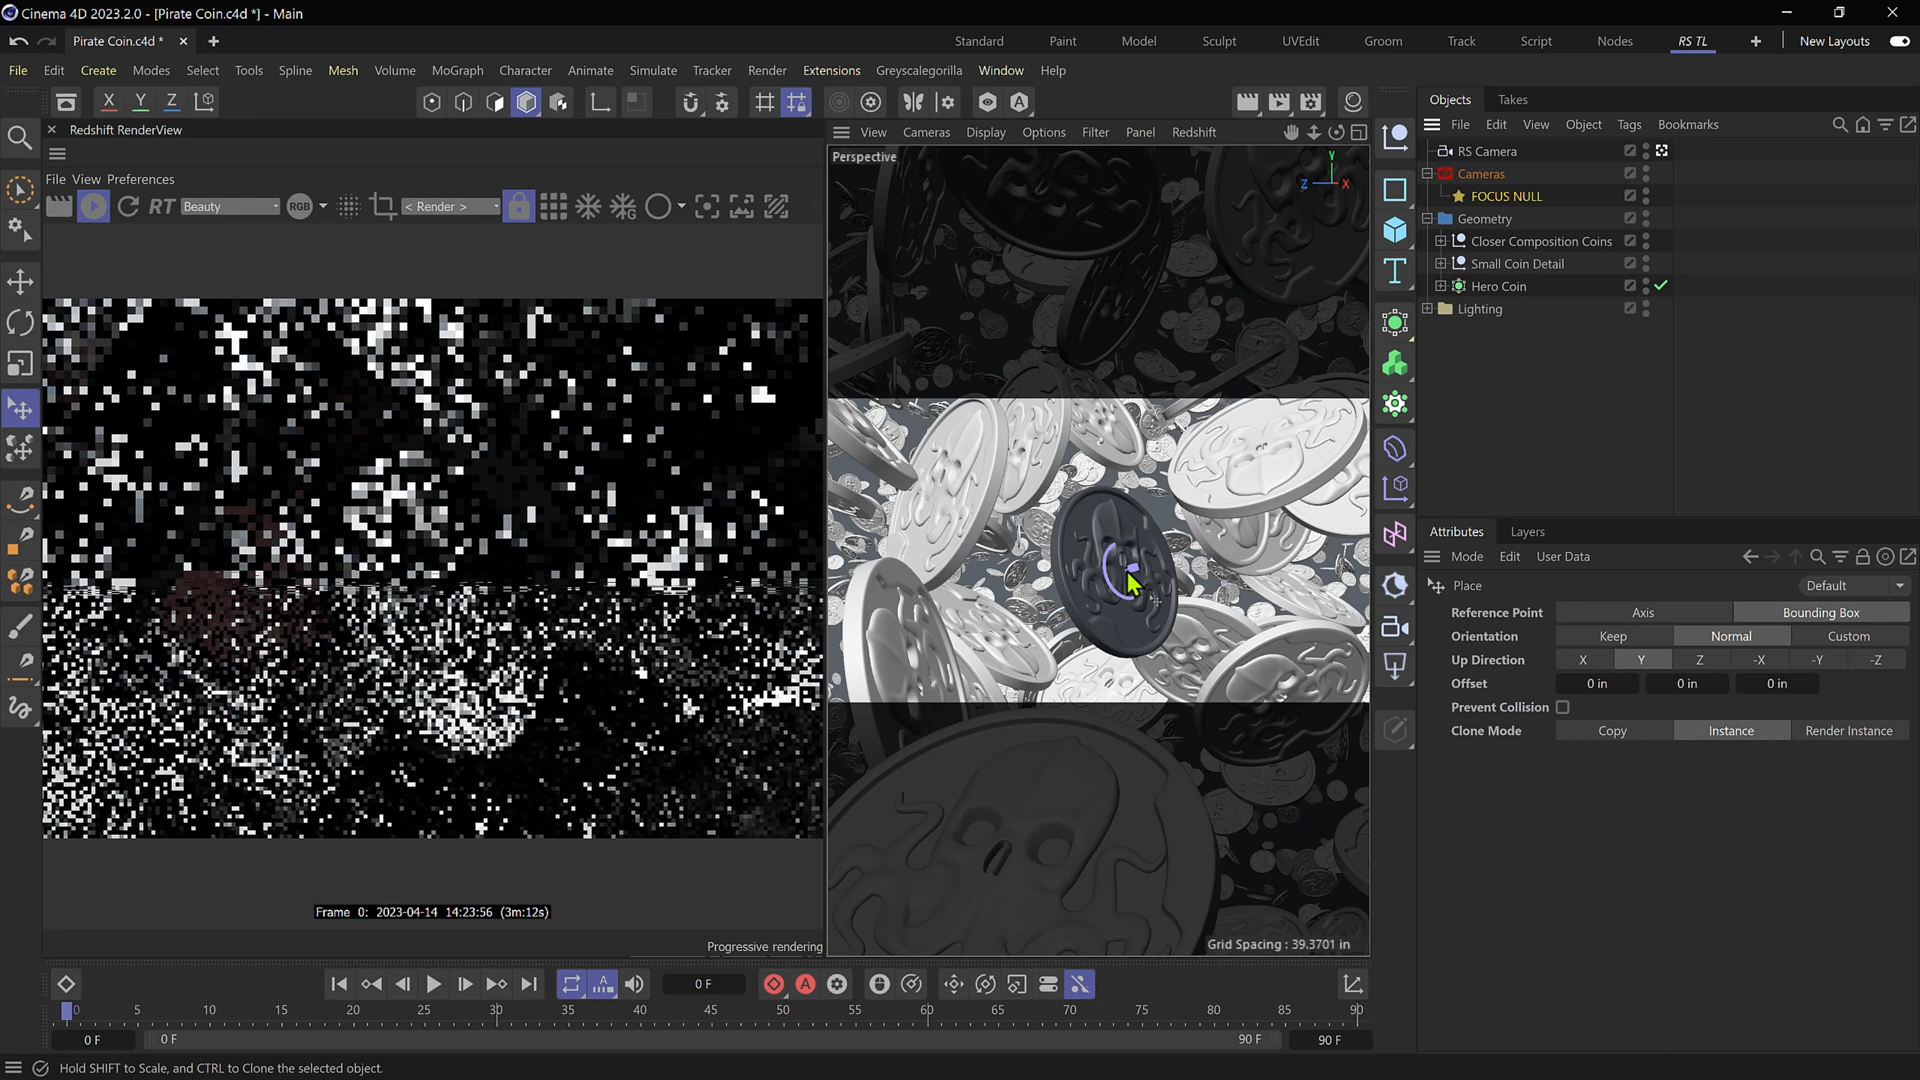 Cinema 4D 2023.2.0 - [Pirate Coin.c4d *] - Main
Pirate Coin.c4d *
Standard Paint Model Sculpt UVEdit Groom Track Script Nodes RS TL New Layouts
File Edit Create Modes Select Tools Spline Mesh Volume MoGraph Character Animate Simulate Tracker Render Extensions Greyscalegorilla Window Help
X Y Z
Redshift RenderView
File View Preferences
RT Beauty RGB < Render >
Frame 0: 2023-04-14 14:23:56 (3m:12s)
Progressive rendering
View Cameras Display Options Filter Panel Redshift
Perspective
Y
Z X
Grid Spacing : 39.3701 in
Objects Takes
File Edit View Object Tags Bookmarks
RS Camera
Cameras
FOCUS NULL
Geometry
Closer Composition Coins
Small Coin Detail
Hero Coin
Lighting
Attributes Layers
Mode Edit User Data
Place Default
Reference Point Axis Bounding Box
Orientation Keep Normal Custom
Up Direction X Y Z -X -Y -Z
Offset 0 in 0 in 0 in
Prevent Collision
Clone Mode Copy Instance Render Instance
0 F
0 5 10 15 20 25 30 35 40 45 50 55 60 65 70 75 80 85 90
0 F 0 F 90 F 90 F
Hold SHIFT to Scale, and CTRL to Clone the selected object.